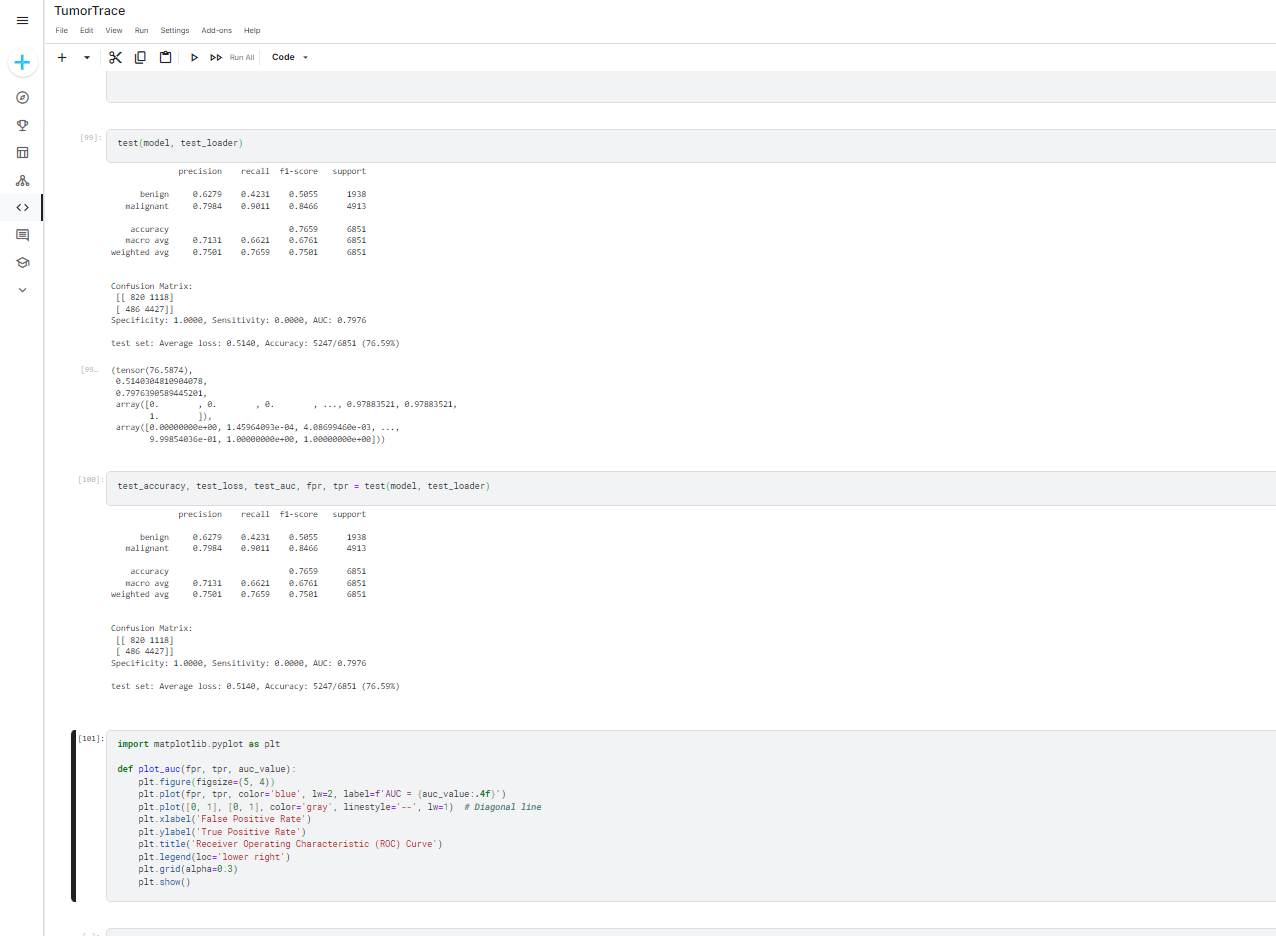 TumorTrace
File Edit View Run Settings Add-ons Help
Run All Code
[99]:
test(model, test_loader)
precision recall f1-score support
benign 0.6279 0.4231 0.5055 1938
malignant 0.7984 0.9011 0.8466 4913
accuracy 0.7659 6851
macro avg 0.7131 0.6621 0.6761 6851
weighted avg 0.7501 0.7659 0.7501 6851
Confusion Matrix:
[[ 820 1118]
[ 486 4427]]
Specificity: 1.0000, Sensitivity: 0.0000, AUC: 0.7976
test set: Average loss: 0.5140, Accuracy: 5247/6851 (76.59%)
[99…
(tensor(76.5874),
0.5140304810904078,
0.7976390589445201,
array([0. , 0. , 0. , ..., 0.97883521, 0.97883521,
1. ]),
array([0.00000000e+00, 1.45964093e-04, 4.08699460e-03, ...,
9.99854036e-01, 1.00000000e+00, 1.00000000e+00]))
[100]:
test_accuracy, test_loss, test_auc, fpr, tpr = test(model, test_loader)
precision recall f1-score support
benign 0.6279 0.4231 0.5055 1938
malignant 0.7984 0.9011 0.8466 4913
accuracy 0.7659 6851
macro avg 0.7131 0.6621 0.6761 6851
weighted avg 0.7501 0.7659 0.7501 6851
Confusion Matrix:
[[ 820 1118]
[ 486 4427]]
Specificity: 1.0000, Sensitivity: 0.0000, AUC: 0.7976
test set: Average loss: 0.5140, Accuracy: 5247/6851 (76.59%)
[101]:
import matplotlib.pyplot as plt
def plot_auc(fpr, tpr, auc_value):
plt.figure(figsize=(5, 4))
plt.plot(fpr, tpr, color='blue', lw=2, label=f'AUC = {auc_value:.4f}')
plt.plot([0, 1], [0, 1], color='gray', linestyle='--', lw=1) # Diagonal line
plt.xlabel('False Positive Rate')
plt.ylabel('True Positive Rate')
plt.title('Receiver Operating Characteristic (ROC) Curve')
plt.legend(loc='lower right')
plt.grid(alpha=0.3)
plt.show()